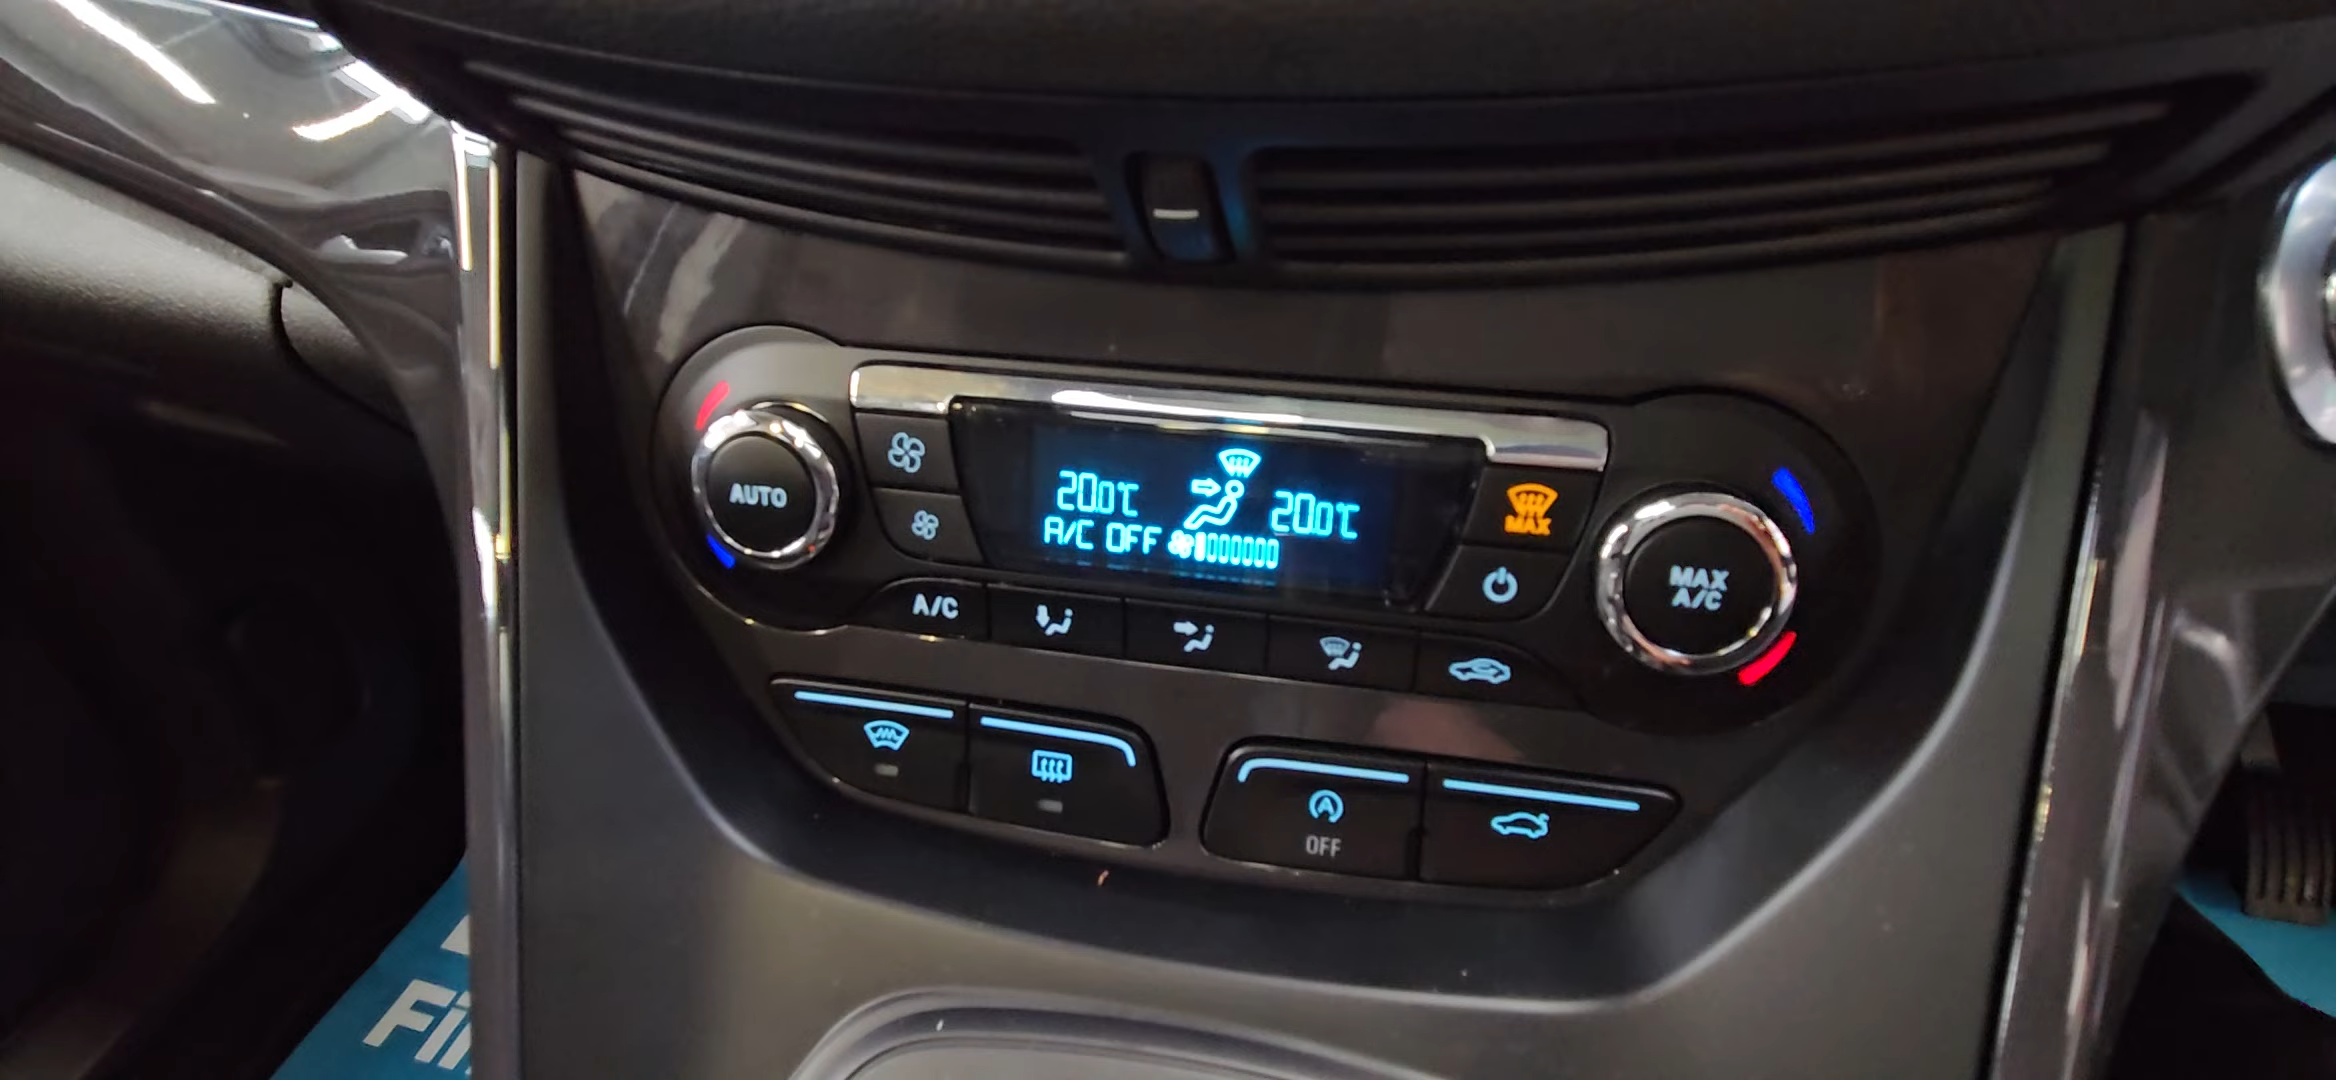 AUTO
20.0°C
20.0°C
A/C OFF
MAX
MAX
A/C
A/C
A
OFF